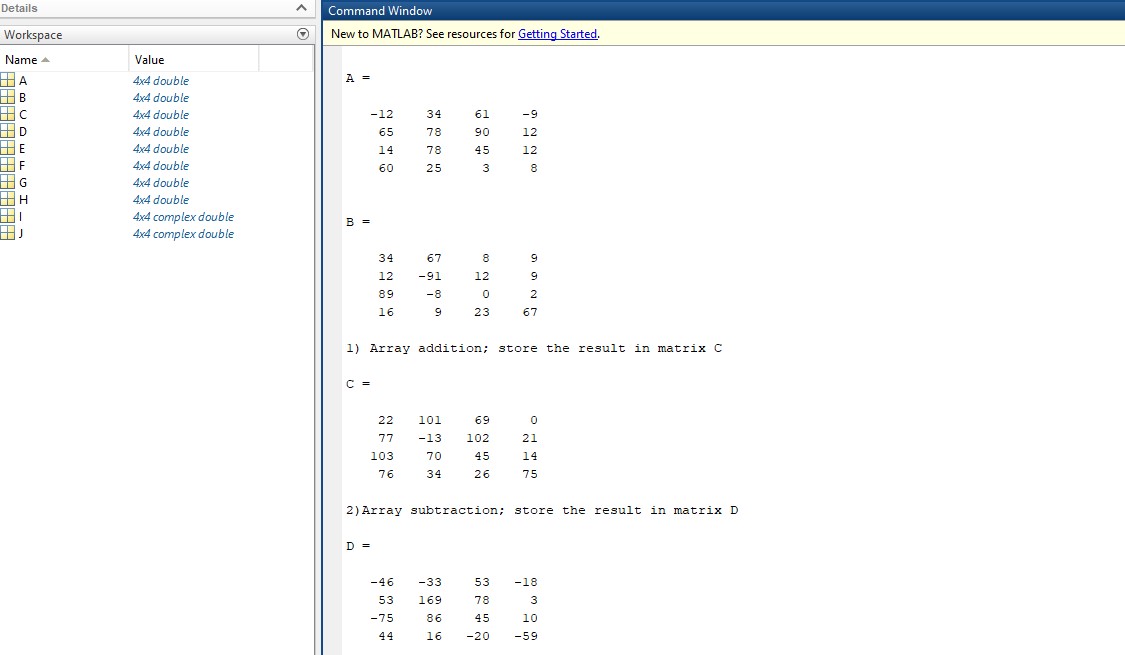 Details
Workspace
Name Value
A 4x4 double
B 4x4 double
C 4x4 double
D 4x4 double
E 4x4 double
F 4x4 double
G 4x4 double
H 4x4 double
I 4x4 complex double
J 4x4 complex double
Command Window
New to MATLAB? See resources for Getting Started.
A =
-12 34 61 -9
65 78 90 12
14 78 45 12
60 25 3 8
B =
34 67 8 9
12 -91 12 9
89 -8 0 2
16 9 23 67
1) Array addition; store the result in matrix C
C =
22 101 69 0
77 -13 102 21
103 70 45 14
76 34 26 75
2)Array subtraction; store the result in matrix D
D =
-46 -33 53 -18
53 169 78 3
-75 86 45 10
44 16 -20 -59